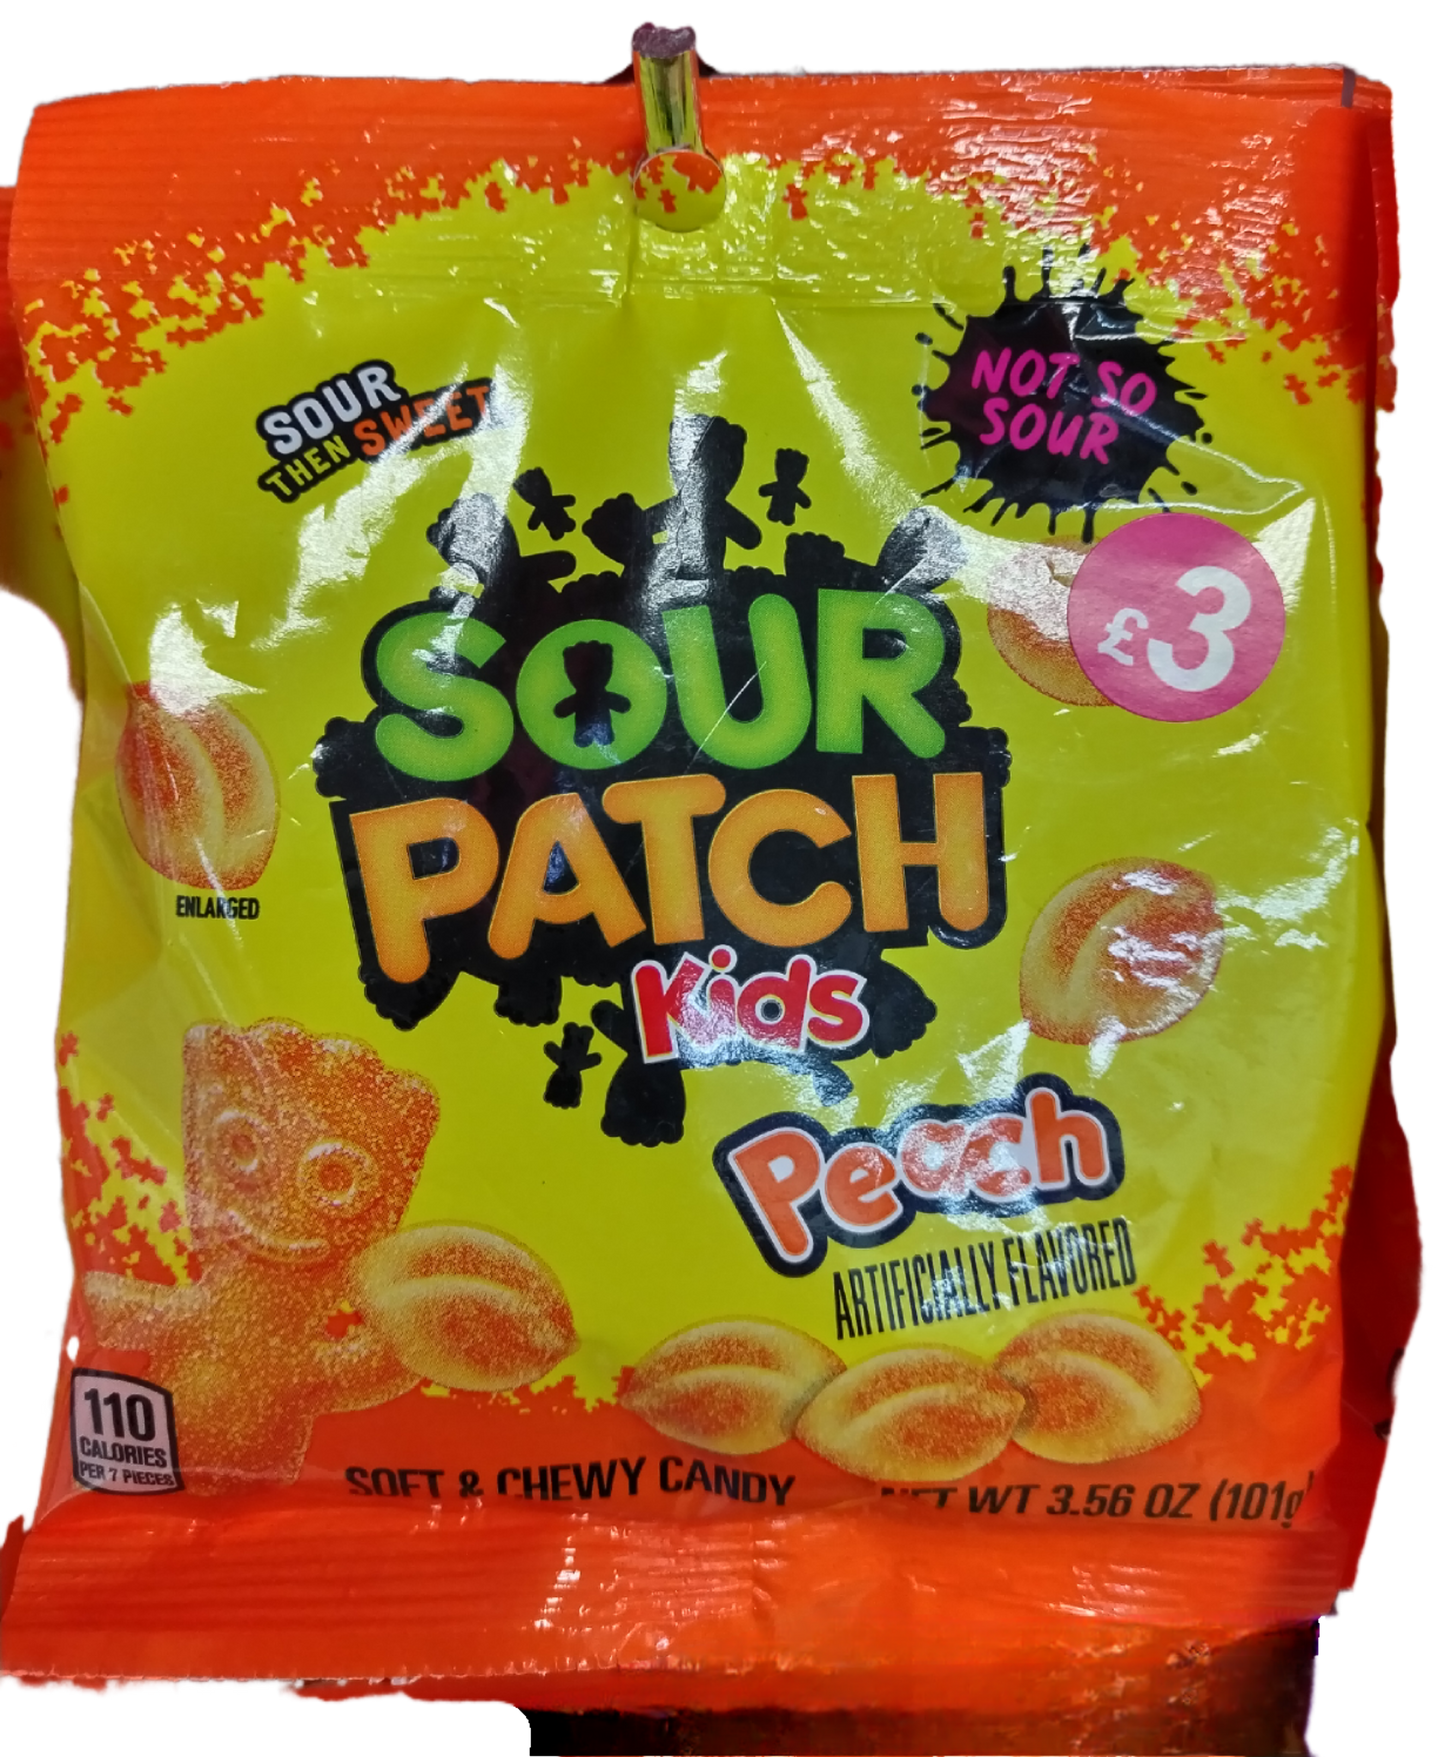 SOUR
THEN SWEET
NOT SO
SOUR
£3
SOUR
PATCH
Kids
ENLARGED
Peach
ARTIFICIALLY FLAVORED
110
CALORIES
PER 7 PIECES
SOFT & CHEWY CANDY
NET WT 3.56 OZ (101g)